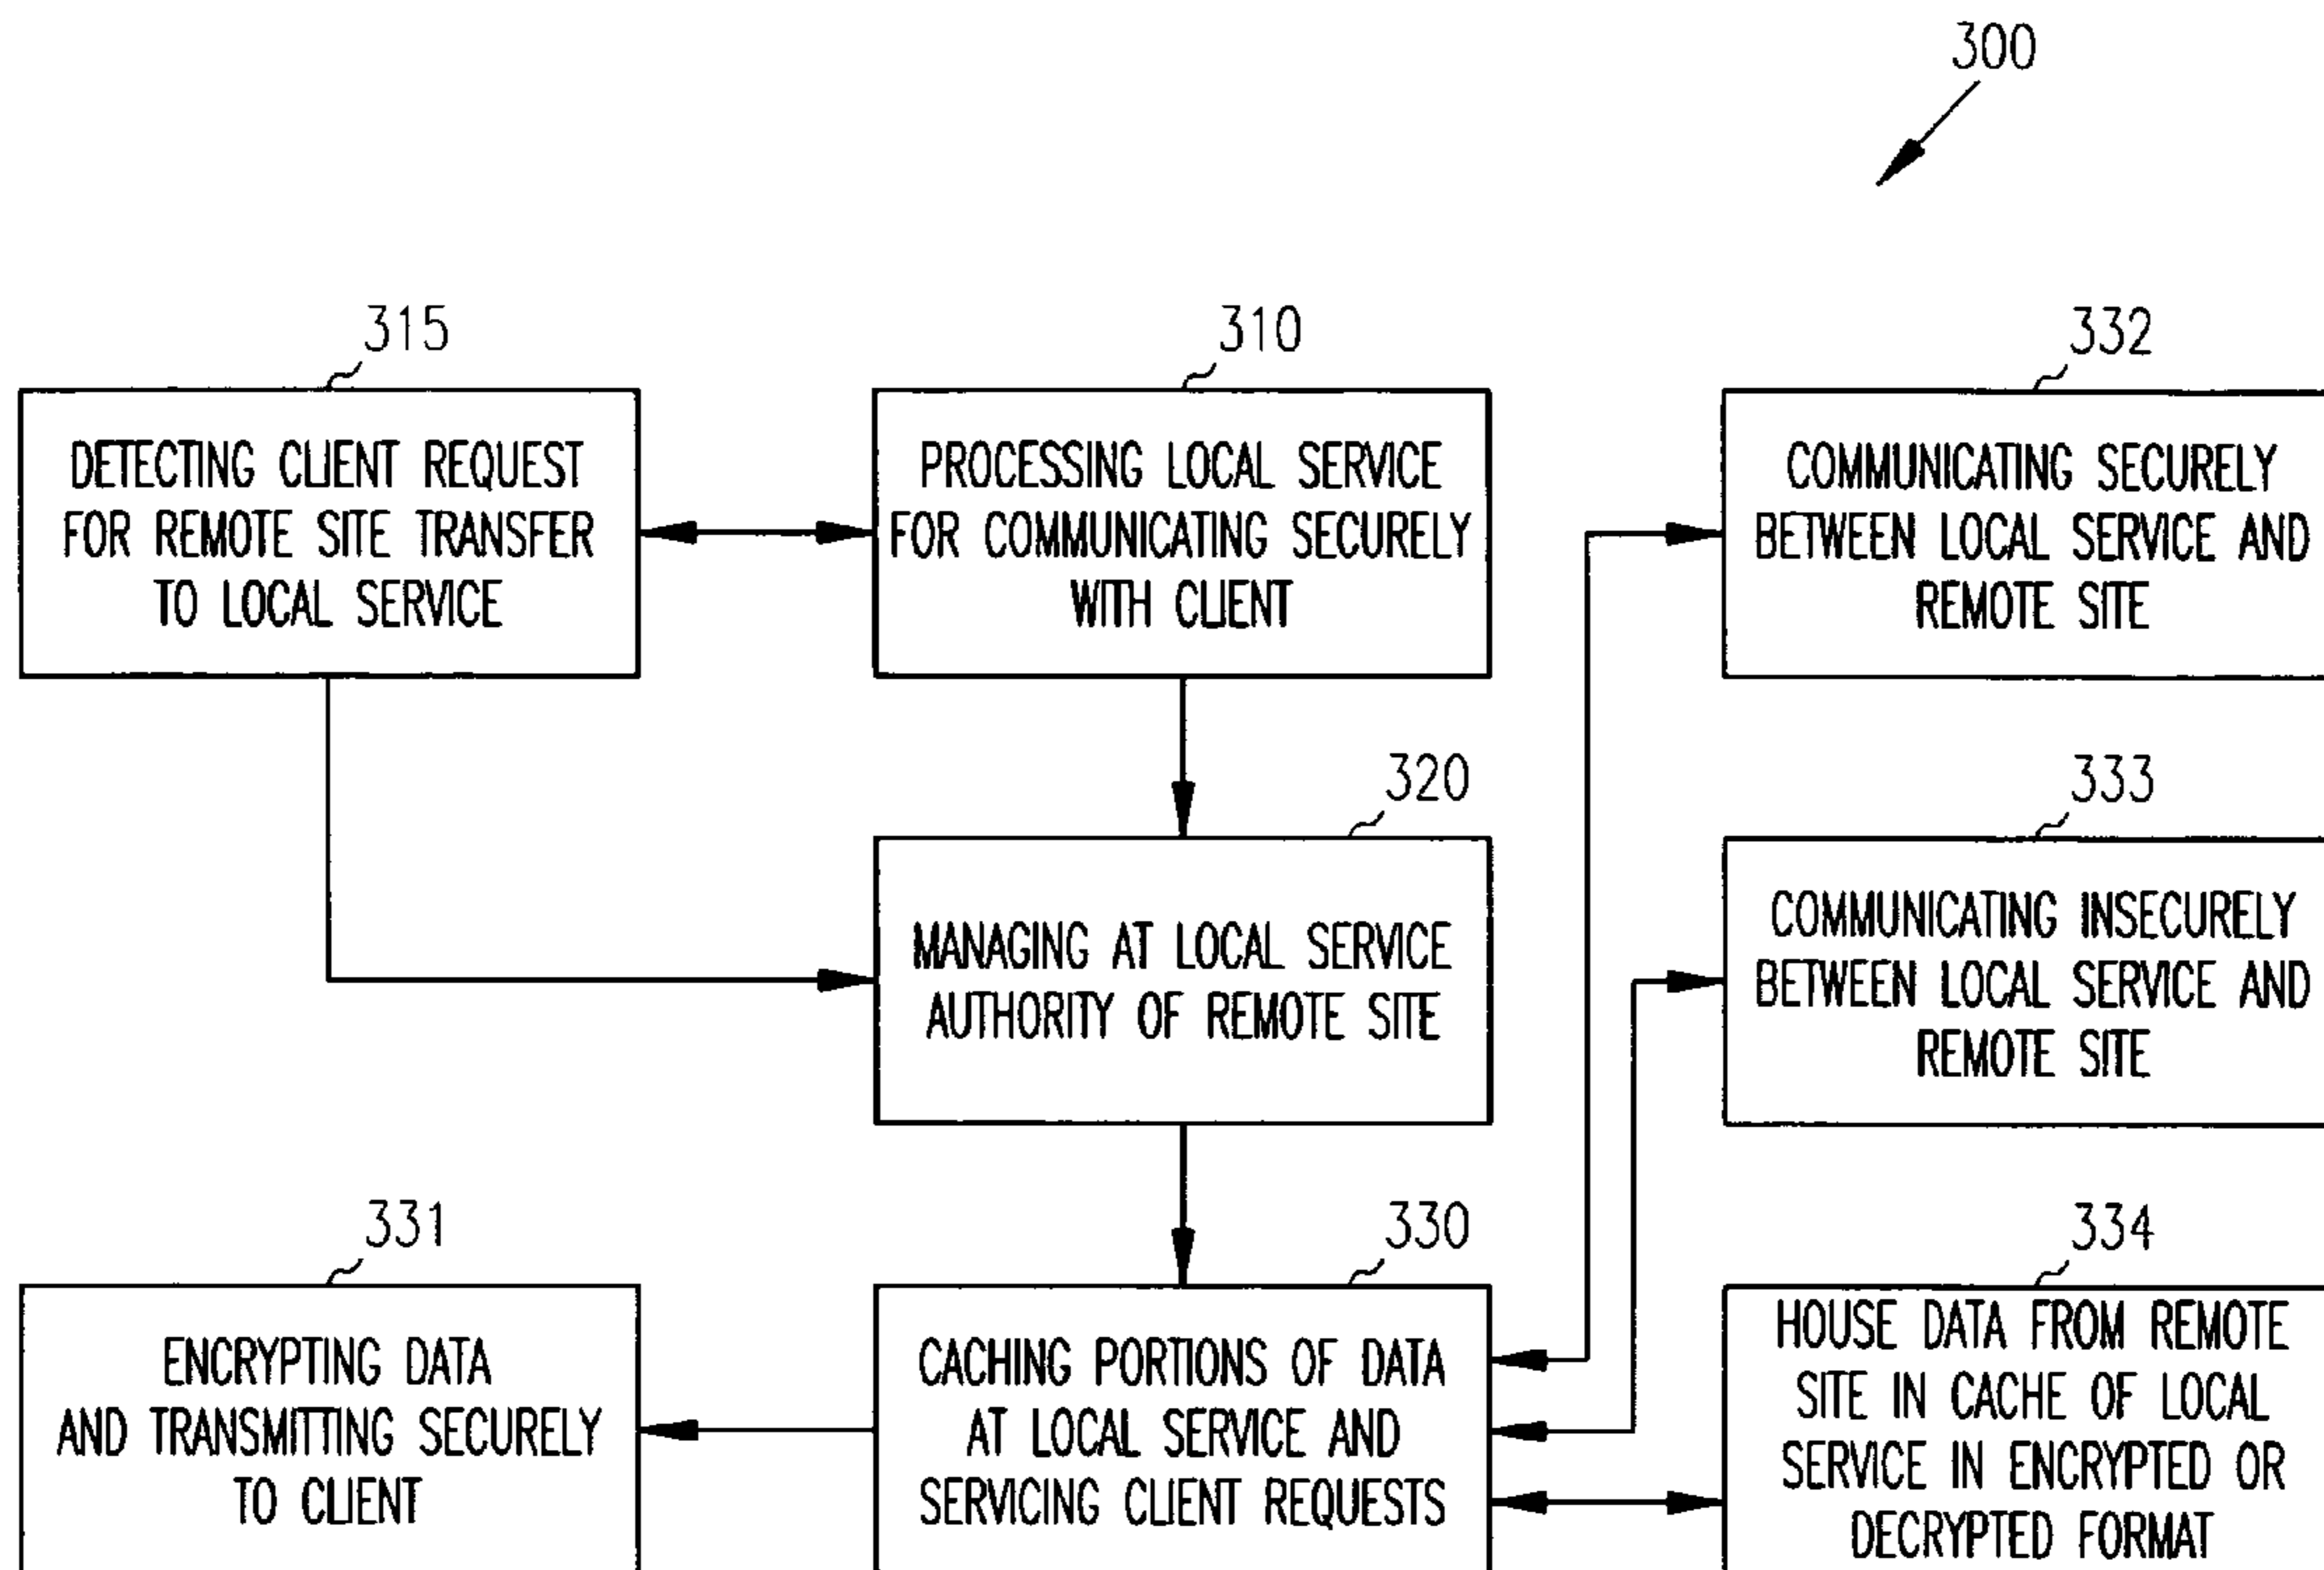 300
315
DETECTING CLIENT REQUEST
FOR REMOTE SITE TRANSFER
TO LOCAL SERVICE
310
PROCESSING LOCAL SERVICE
FOR COMMUNICATING SECURELY
WITH CLIENT
332
COMMUNICATING SECURELY
BETWEEN LOCAL SERVICE AND
REMOTE SITE
320
MANAGING AT LOCAL SERVICE
AUTHORITY OF REMOTE SITE
333
COMMUNICATING INSECURELY
BETWEEN LOCAL SERVICE AND
REMOTE SITE
331
ENCRYPTING DATA
AND TRANSMITTING SECURELY
TO CLIENT
330
CACHING PORTIONS OF DATA
AT LOCAL SERVICE AND
SERVICING CLIENT REQUESTS
334
HOUSE DATA FROM REMOTE
SITE IN CACHE OF LOCAL
SERVICE IN ENCRYPTED OR
DECRYPTED FORMAT